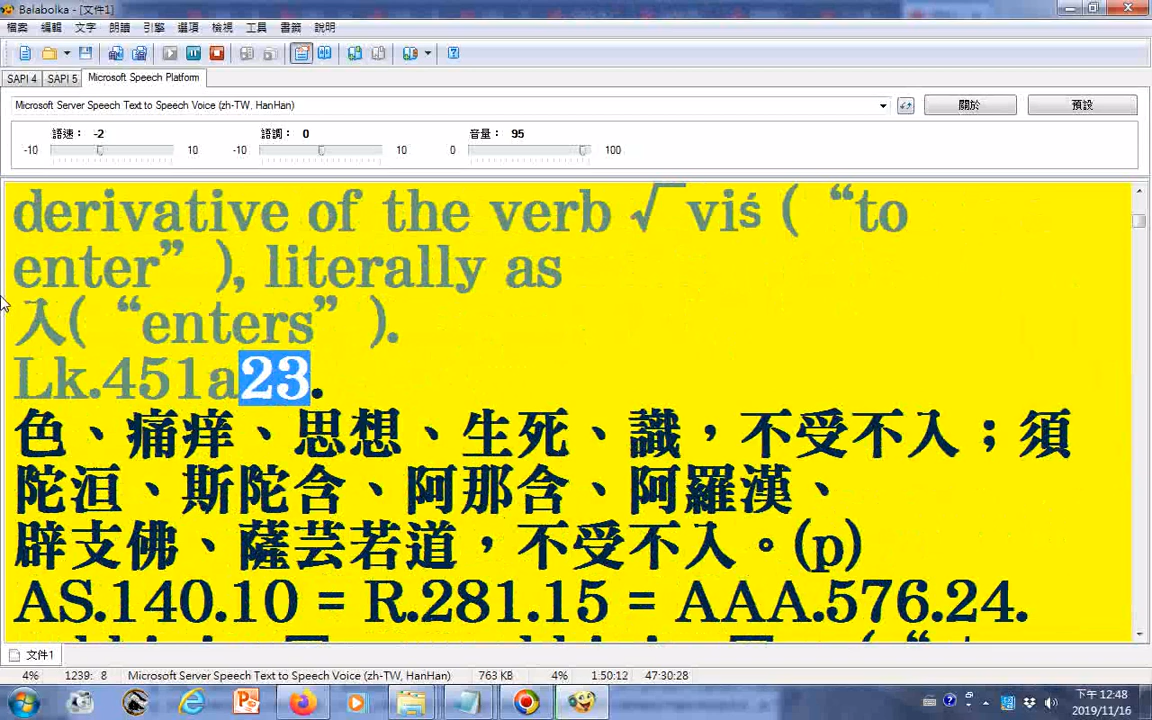 Balabolka - [文件1]
檔案 編輯 文字 朗讀 引擎 選項 檢視 工具 書籤 說明
SAPI 4 SAPI 5 Microsoft Speech Platform
Microsoft Server Speech Text to Speech Voice (zh-TW, HanHan) 關於 預設
語速： -2 語調： 0 音量： 95
-10 10 -10 10 0 100
derivative of the verb √viś (“to
enter”), literally as
入(“enters”).
Lk.451a23.
色、痛痒、思想、生死、識，不受不入；須
陀洹、斯陀含、阿那含、阿羅漢、
辟支佛、薩芸若道，不受不入。(p)
AS.140.10 = R.281.15 = AAA.576.24.
文件1
4% 1239: 8 Microsoft Server Speech Text to Speech Voice (zh-TW, HanHan) 763 KB 4% 1:50:12 47:30:28
下午 12:48
2019/11/16